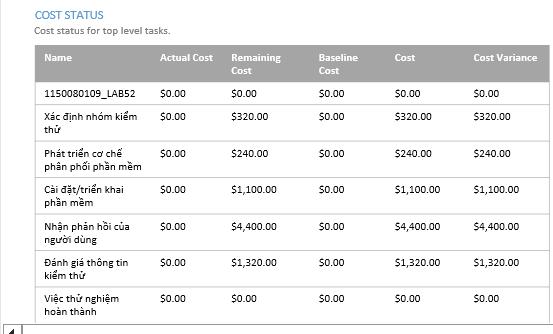 COST STATUS
Cost status for top level tasks.
Name Actual Cost Remaining Cost Baseline Cost Cost Cost Variance
1150080109_LAB52 $0.00 $0.00 $0.00 $0.00 $0.00
Xác định nhóm kiểm thử $0.00 $320.00 $0.00 $320.00 $320.00
Phát triển cơ chế phân phối phần mềm $0.00 $240.00 $0.00 $240.00 $240.00
Cài đặt/triển khai phần mềm $0.00 $1,100.00 $0.00 $1,100.00 $1,100.00
Nhận phản hồi của người dùng $0.00 $4,400.00 $0.00 $4,400.00 $4,400.00
Đánh giá thông tin kiểm thử $0.00 $1,320.00 $0.00 $1,320.00 $1,320.00
Việc thử nghiệm hoàn thành $0.00 $0.00 $0.00 $0.00 $0.00